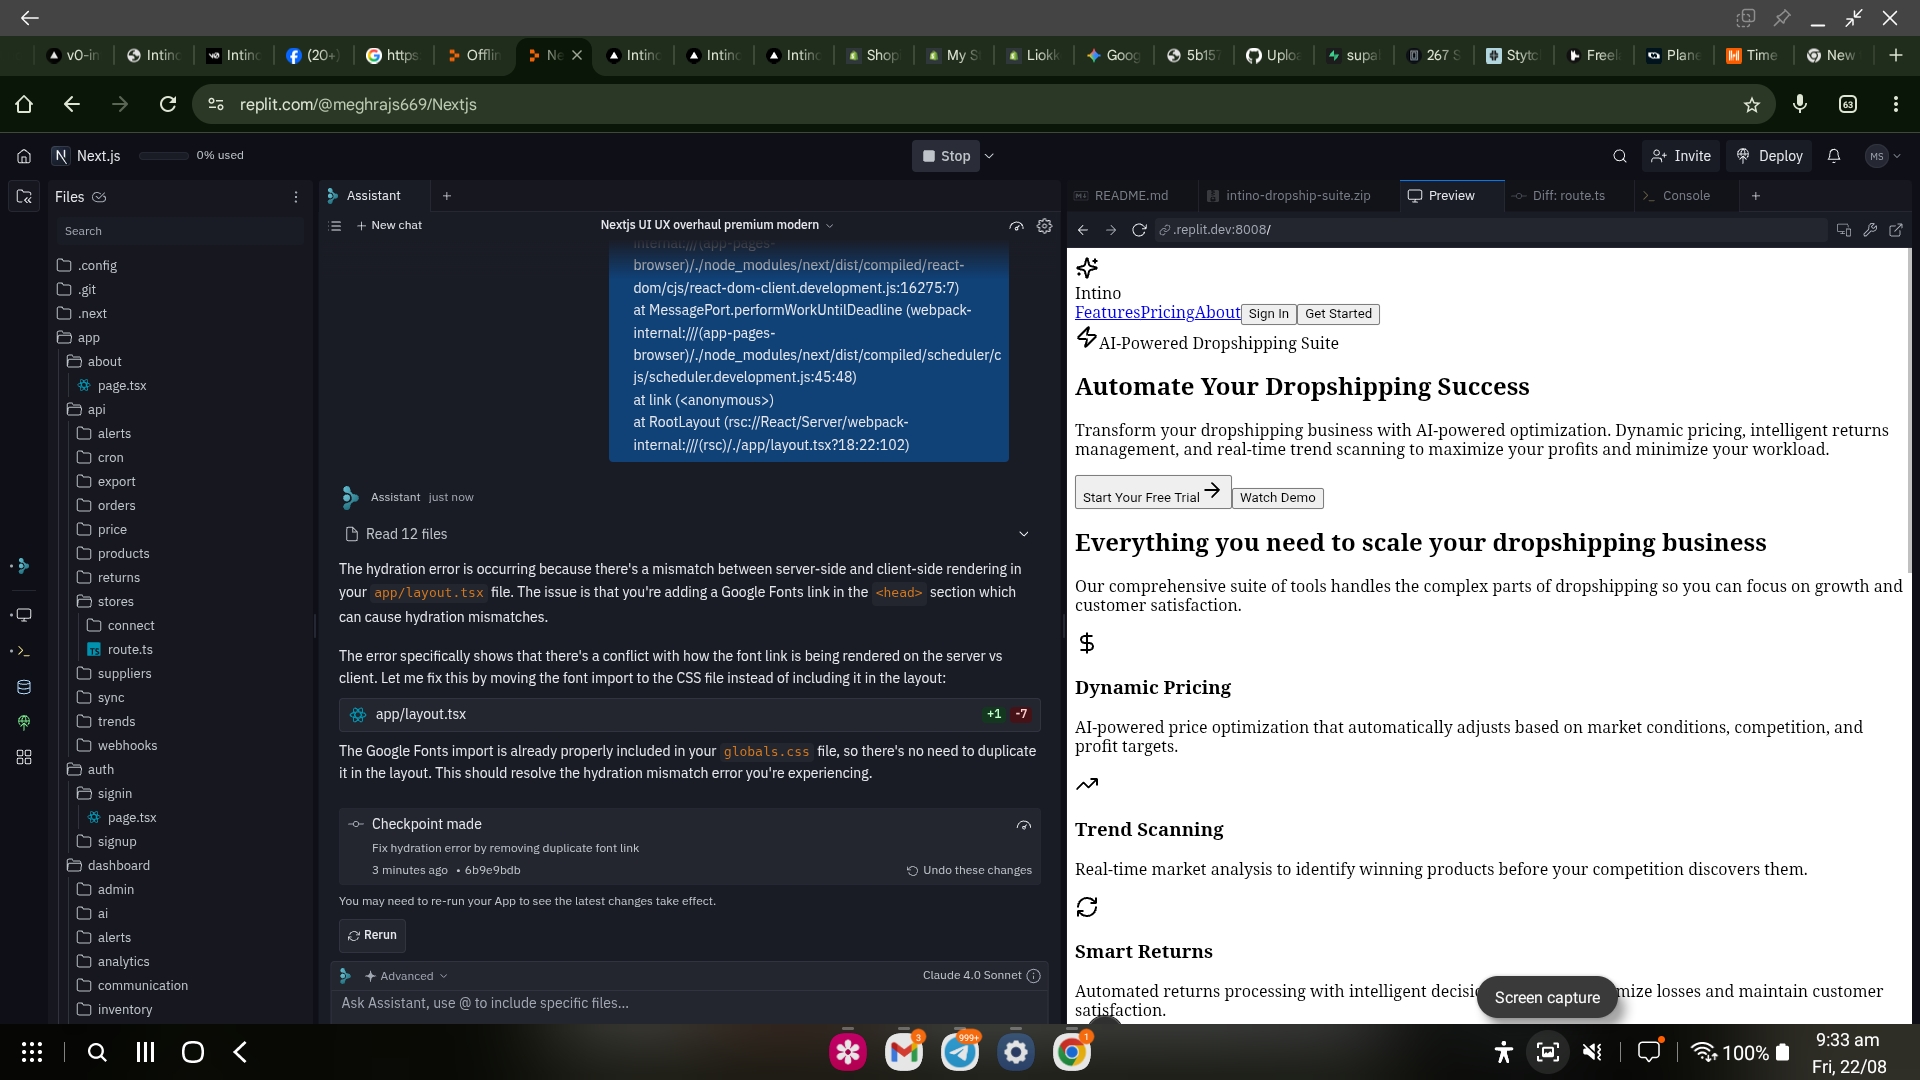 v0-in
Intino
Intino
(20+)
https
Offlin
Ne
Intino
Intino
Intino
Shop
My S
Liokk
Goog
5b157
Uplo
supa
267 S
Stytc
Freel
Plane
Time
New
replit.com/@meghrajs669/Nextjs
63
Next.js
0% used
Stop
Invite
Deploy
MS
Files
Search
.config
.git
.next
app
about
page.tsx
api
alerts
cron
export
orders
price
products
returns
stores
connect
route.ts
suppliers
sync
trends
webhooks
auth
signin
page.tsx
signup
dashboard
admin
ai
alerts
analytics
communication
inventory
Assistant
New chat
Nextjs UI UX overhaul premium modern
internal:///(app-pages-
browser)/./node_modules/next/dist/compiled/react-
dom/cjs/react-dom-client.development.js:16275:7)
at MessagePort.performWorkUntilDeadline (webpack-
internal:///(app-pages-
browser)/./node_modules/next/dist/compiled/scheduler/c
js/scheduler.development.js:45:48)
at link (<anonymous>)
at RootLayout (rsc://React/Server/webpack-
internal:///(rsc)/./app/layout.tsx?18:22:102)
Assistant just now
Read 12 files
The hydration error is occurring because there's a mismatch between server-side and client-side rendering in
your app/layout.tsx file. The issue is that you're adding a Google Fonts link in the <head> section which
can cause hydration mismatches.
The error specifically shows that there's a conflict with how the font link is being rendered on the server vs
client. Let me fix this by moving the font import to the CSS file instead of including it in the layout:
app/layout.tsx +1 -7
The Google Fonts import is already properly included in your globals.css file, so there's no need to duplicate
it in the layout. This should resolve the hydration mismatch error you're experiencing.
Checkpoint made
Fix hydration error by removing duplicate font link
3 minutes ago • 6b9e9bdb
Undo these changes
You may need to re-run your App to see the latest changes take effect.
Rerun
Advanced
Claude 4.0 Sonnet
Ask Assistant, use @ to include specific files...
README.md
intino-dropship-suite.zip
Preview
Diff: route.ts
Console
.replit.dev:8008/
Intino
FeaturesPricingAbout Sign In Get Started
AI-Powered Dropshipping Suite
Automate Your Dropshipping Success
Transform your dropshipping business with AI-powered optimization. Dynamic pricing, intelligent returns
management, and real-time trend scanning to maximize your profits and minimize your workload.
Start Your Free Trial
Watch Demo
Everything you need to scale your dropshipping business
Our comprehensive suite of tools handles the complex parts of dropshipping so you can focus on growth and
customer satisfaction.
Dynamic Pricing
AI-powered price optimization that automatically adjusts based on market conditions, competition, and
profit targets.
Trend Scanning
Real-time market analysis to identify winning products before your competition discovers them.
Smart Returns
Automated returns processing with intelligent decisio mize losses and maintain customer
satisfaction.
Screen capture
3
999+
1
100%
9:33 am
Fri, 22/08